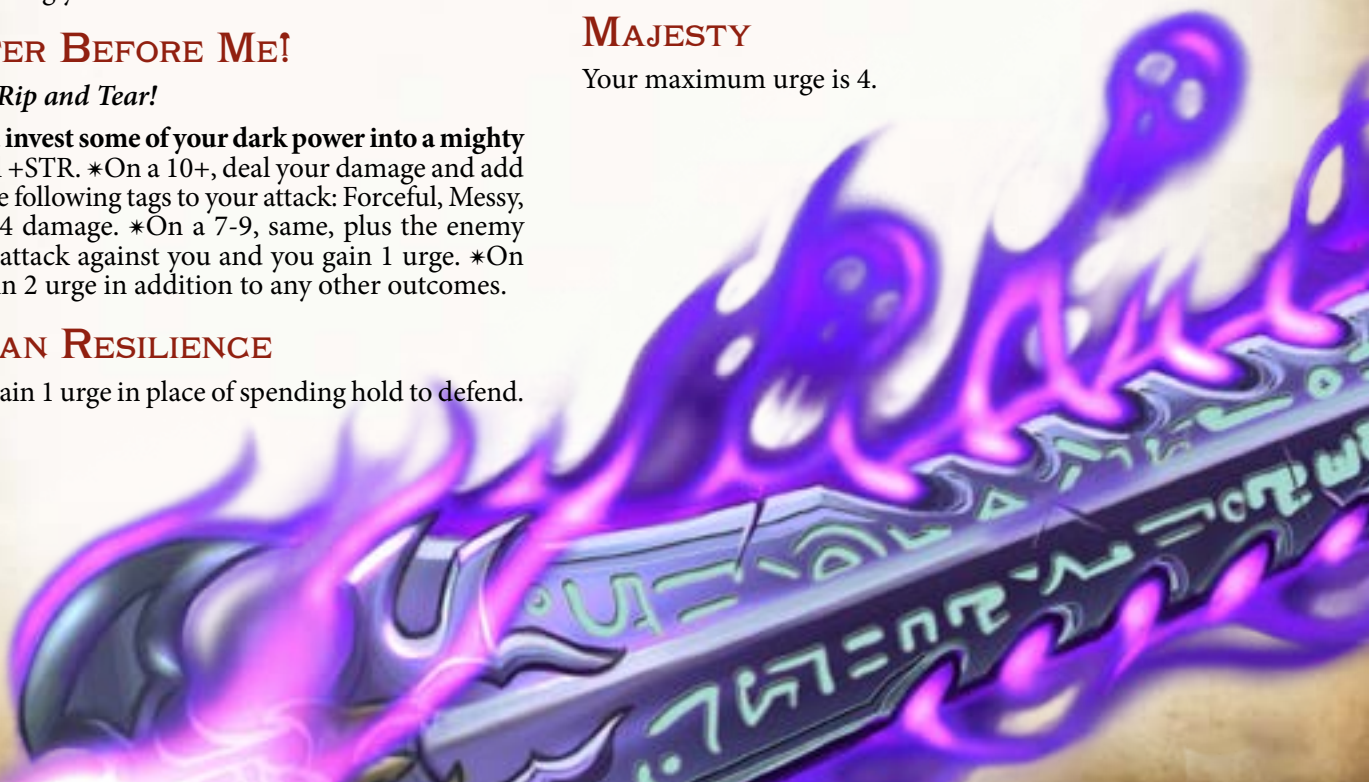 ER BEFORE ME!
Rip and Tear!
invest some of your dark power into a mighty
+STR. ✴On a 10+, deal your damage and add
following tags to your attack: Forceful, Messy,
4 damage. ✴On a 7-9, same, plus the enemy
attack against you and you gain 1 urge. ✴On
2 urge in addition to any other outcomes.
AN RESILIENCE
ain 1 urge in place of spending hold to defend.
MAJESTY
Your maximum urge is 4.